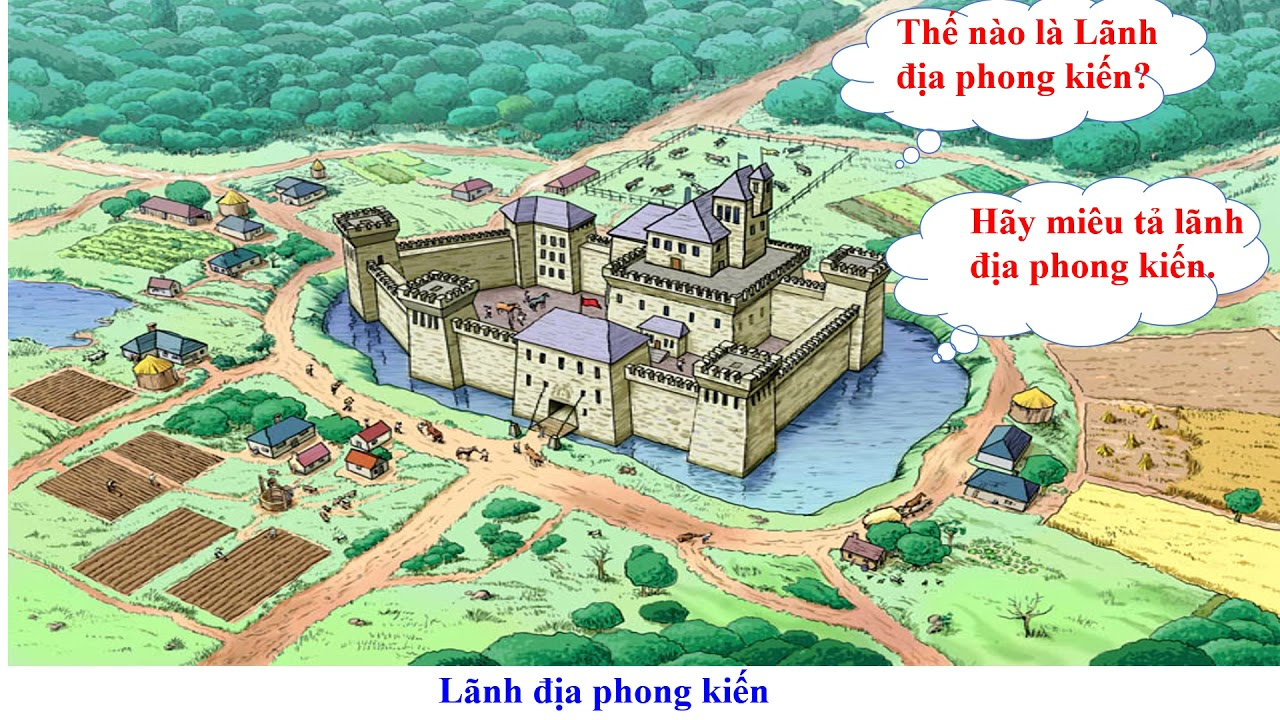 Thế nào là Lãnh
địa phong kiến?
Hãy miêu tả lãnh
địa phong kiến.
Lãnh địa phong kiến